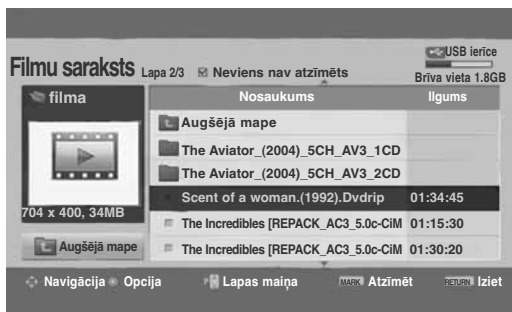 Filmu saraksts Lapa 2/3 Neviens nav atzīmēts
USB ierīce
Brīva vieta 1.8GB
filma
Nosaukums Ilgums
Augšējā mape
The Aviator_(2004)_5CH_AV3_1CD
The Aviator_(2004)_5CH_AV3_2CD
Scent of a woman.(1992).Dvdrip 01:34:45
704 x 400, 34MB
The Incredibles [REPACK_AC3_5.0c-CiM 01:15:30
Augšējā mape
The Incredibles [REPACK_AC3_5.0c-CiM 01:30:20
Navigācija Opcija P Lapas maiņa MARK Atzīmēt RETURN Iziet